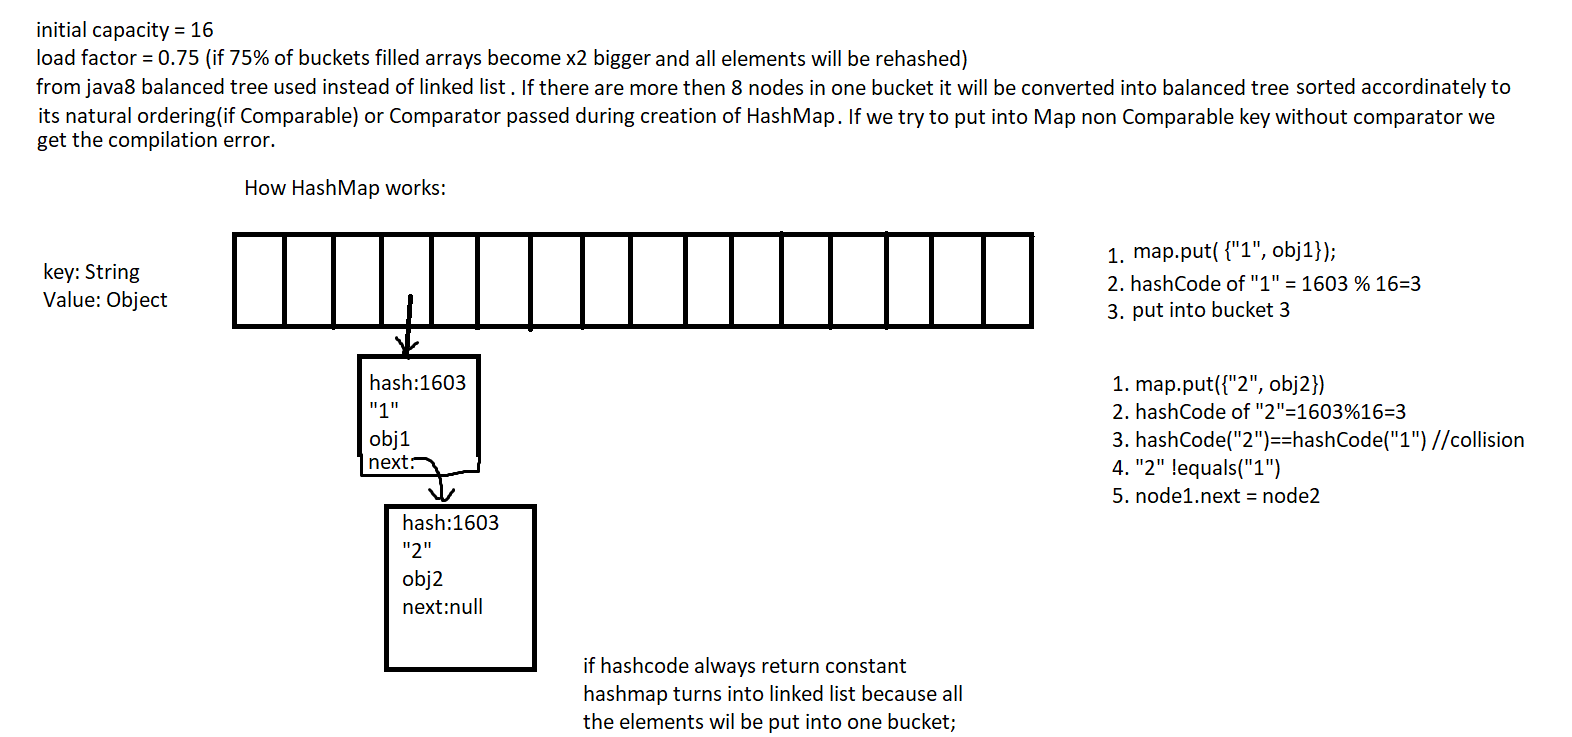 initial capacity = 16
load factor = 0.75 (if 75% of buckets filled arrays become x2 bigger and all elements will be rehashed)
from java8 balanced tree used instead of linked list . If there are more then 8 nodes in one bucket it will be converted into balanced tree sorted accordinately to
its natural ordering(if Comparable) or Comparator passed during creation of HashMap. If we try to put into Map non Comparable key without comparator we
get the compilation error.
How HashMap works:
key: String
Value: Object
1. map.put( {"1", obj1});
2. hashCode of "1" = 1603 % 16=3
3. put into bucket 3
hash:1603
"1"
obj1
next:
1. map.put({"2", obj2})
2. hashCode of "2"=1603%16=3
3. hashCode("2")==hashCode("1") //collision
4. "2" !equals("1")
5. node1.next = node2
hash:1603
"2"
obj2
next:null
if hashcode always return constant
hashmap turns into linked list because all
the elements wil be put into one bucket;